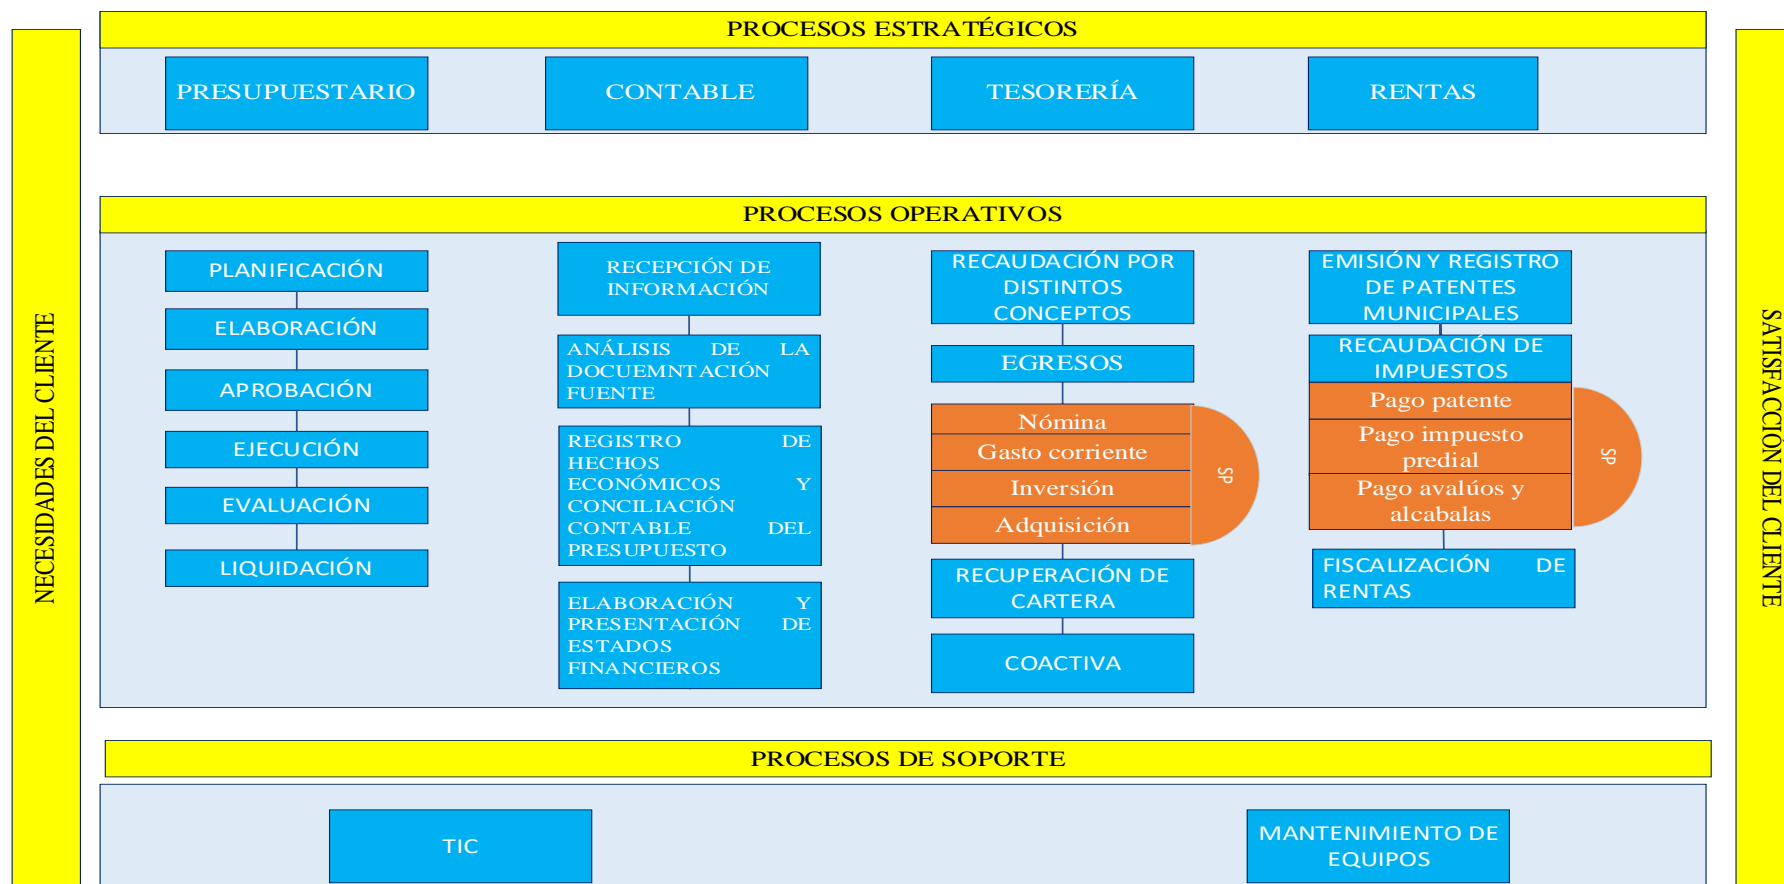 PROCESOS ESTRATÉGICOS
PRESUPUESTARIO
CONTABLE
TESORERÍA
RENTAS
NECESIDADES DEL CLIENTE
PROCESOS OPERATIVOS
PLANIFICACIÓN
ELABORACIÓN
APROBACIÓN
EJECUCIÓN
EVALUACIÓN
LIQUIDACIÓN
RECEPCIÓN DE
INFORMACIÓN
ANÁLISIS DE LA
DOCUEMNTACIÓN
FUENTE
REGISTRO DE
HECHOS
ECONÓMICOS Y
CONCILIACIÓN
CONTABLE DEL
PRESUPUESTO
ELABORACIÓN Y
PRESENTACIÓN DE
ESTADOS
FINANCIEROS
RECAUDACIÓN POR
DISTINTOS
CONCEPTOS
EGRESOS
Nómina
Gasto corriente
Inversión
Adquisición
SP
RECUPERACIÓN DE
CARTERA
COACTIVA
EMISIÓN Y REGISTRO
DE PATENTES
MUNICIPALES
RECAUDACIÓN DE
IMPUESTOS
Pago patente
Pago impuesto
predial
Pago avalúos y
alcabalas
SP
FISCALIZACIÓN DE
RENTAS
SATISFACCIÓN DEL CLIENTE
PROCESOS DE SOPORTE
TIC
MANTENIMIENTO DE
EQUIPOS